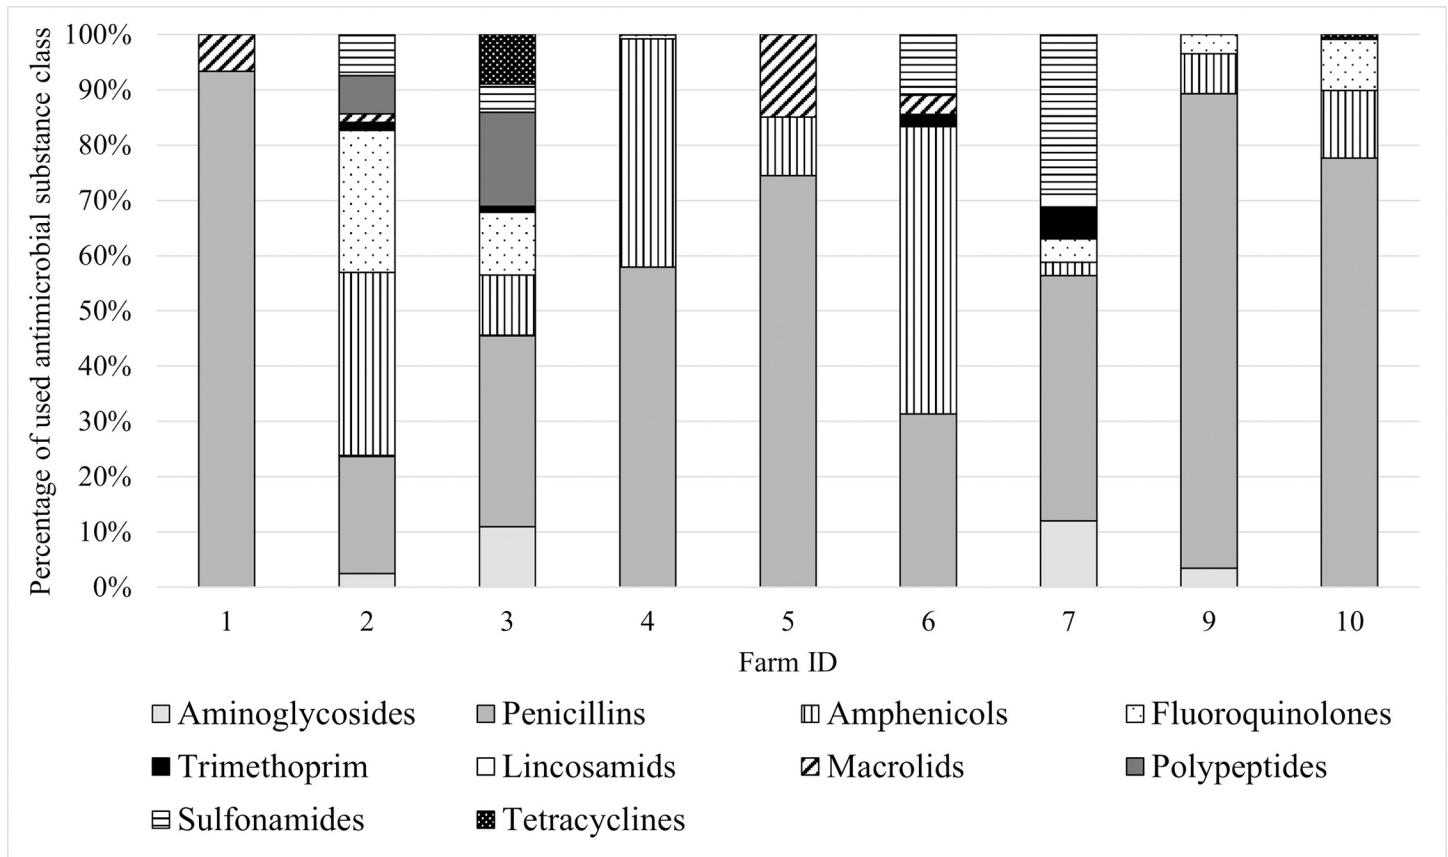 Percentage of used antimicrobial substance class
100%
90%
80%
70%
60%
50%
40%
30%
20%
10%
0%
1 2 3 4 5 6 7 9 10
Farm ID
Aminoglycosides Penicillins Amphenicols Fluoroquinolones
Trimethoprim Lincosamids Macrolids Polypeptides
Sulfonamides Tetracyclines